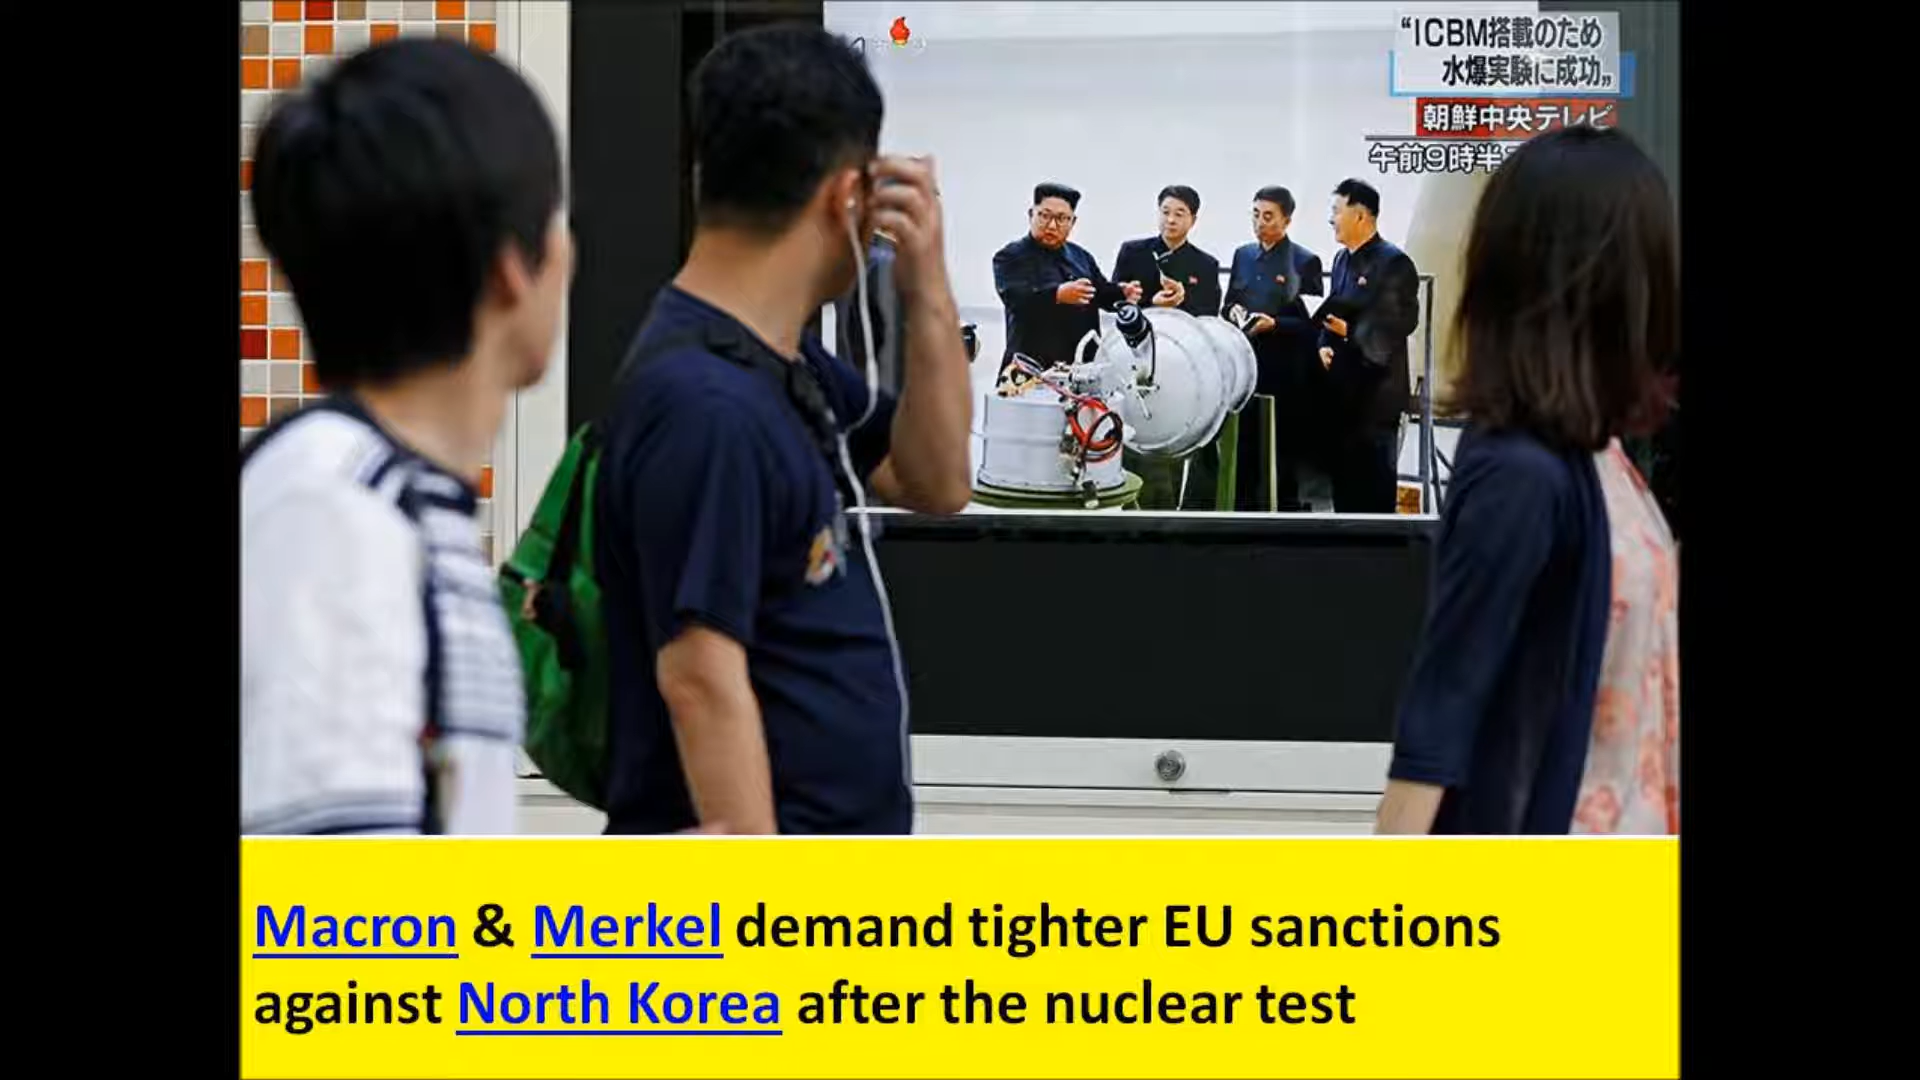 “ICBM搭載のため
水爆実験に成功„
朝鮮中央テレビ
午前9時半
Macron & Merkel demand tighter EU sanctions
against North Korea after the nuclear test